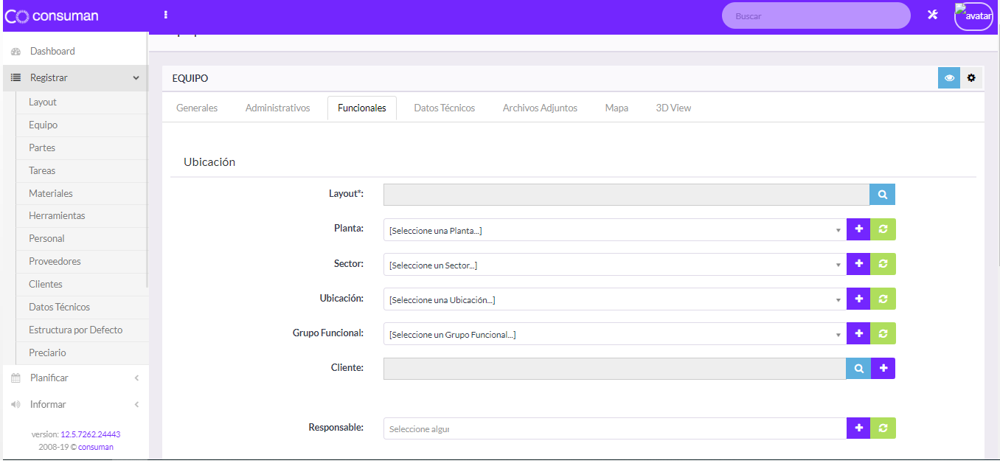 consuman
Buscar
avatar
Dashboard
Registrar
Layout
Equipo
Partes
Tareas
Materiales
Herramientas
Personal
Proveedores
Clientes
Datos Técnicos
Estructura por Defecto
Preciario
Planificar
Informar
version: 12.5.7262.24443
2008-19 © consuman
EQUIPO
Generales Administrativos Funcionales Datos Técnicos Archivos Adjuntos Mapa 3D View
Ubicación
Layout*:
Planta: [Seleccione una Planta...]
Sector: [Seleccione un Sector...]
Ubicación: [Seleccione una Ubicación...]
Grupo Funcional: [Seleccione un Grupo Funcional...]
Cliente:
Responsable: Seleccione algur